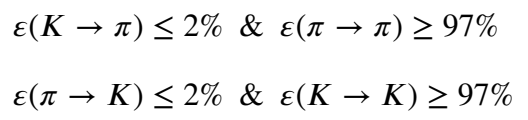 ε(K → π) ≤ 2% & ε(π → π) ≥ 97%
ε(π → K) ≤ 2% & ε(K → K) ≥ 97%